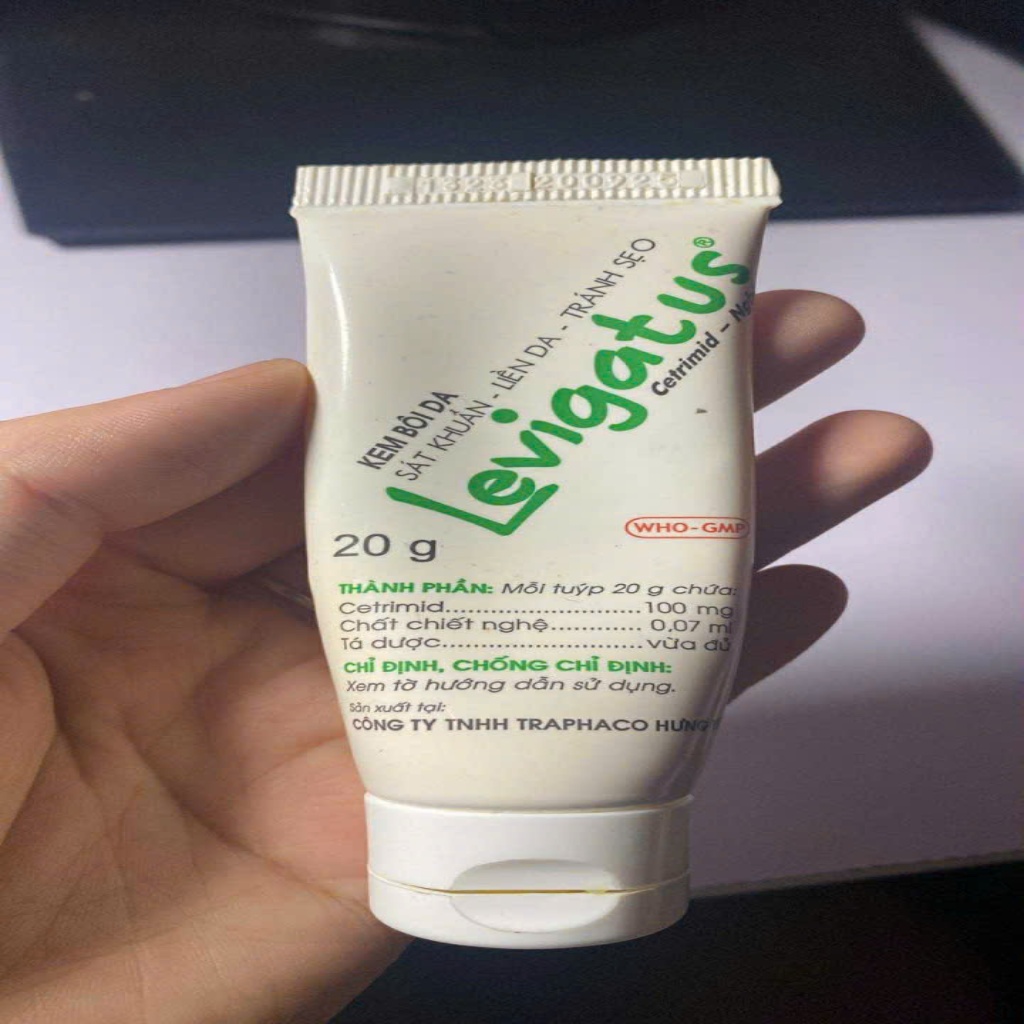 KEM BÔI DA
SÁT KHUẨN - LIỀN DA - TRÁNH SẸO
Levigatus®
Cetrimid –
20 g
WHO-GMP
THÀNH PHẦN: Mỗi tuýp 20 g chứa:
Cetrimid..........................100 mg
Chất chiết nghệ............ 0,07 ml
Tá dược...........................vừa đủ
CHỈ ĐỊNH, CHỐNG CHỈ ĐỊNH:
Xem tờ hướng dẫn sử dụng.
Sản xuất tại:
CÔNG TY TNHH TRAPHACO HƯNG